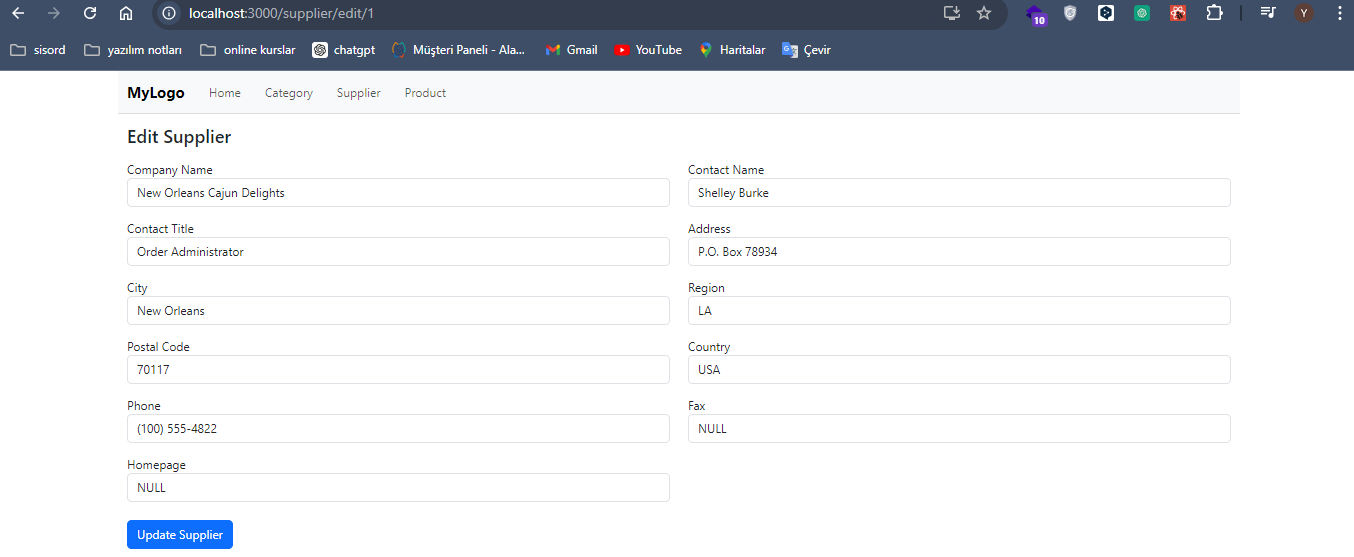 localhost:3000/supplier/edit/1
10
Y
sisord yazılım notları online kurslar chatgpt Müşteri Paneli - Ala... Gmail YouTube Haritalar Çevir
MyLogo Home Category Supplier Product
Edit Supplier
Company Name Contact Name
New Orleans Cajun Delights Shelley Burke
Contact Title Address
Order Administrator P.O. Box 78934
City Region
New Orleans LA
Postal Code Country
70117 USA
Phone Fax
(100) 555-4822 NULL
Homepage
NULL
Update Supplier